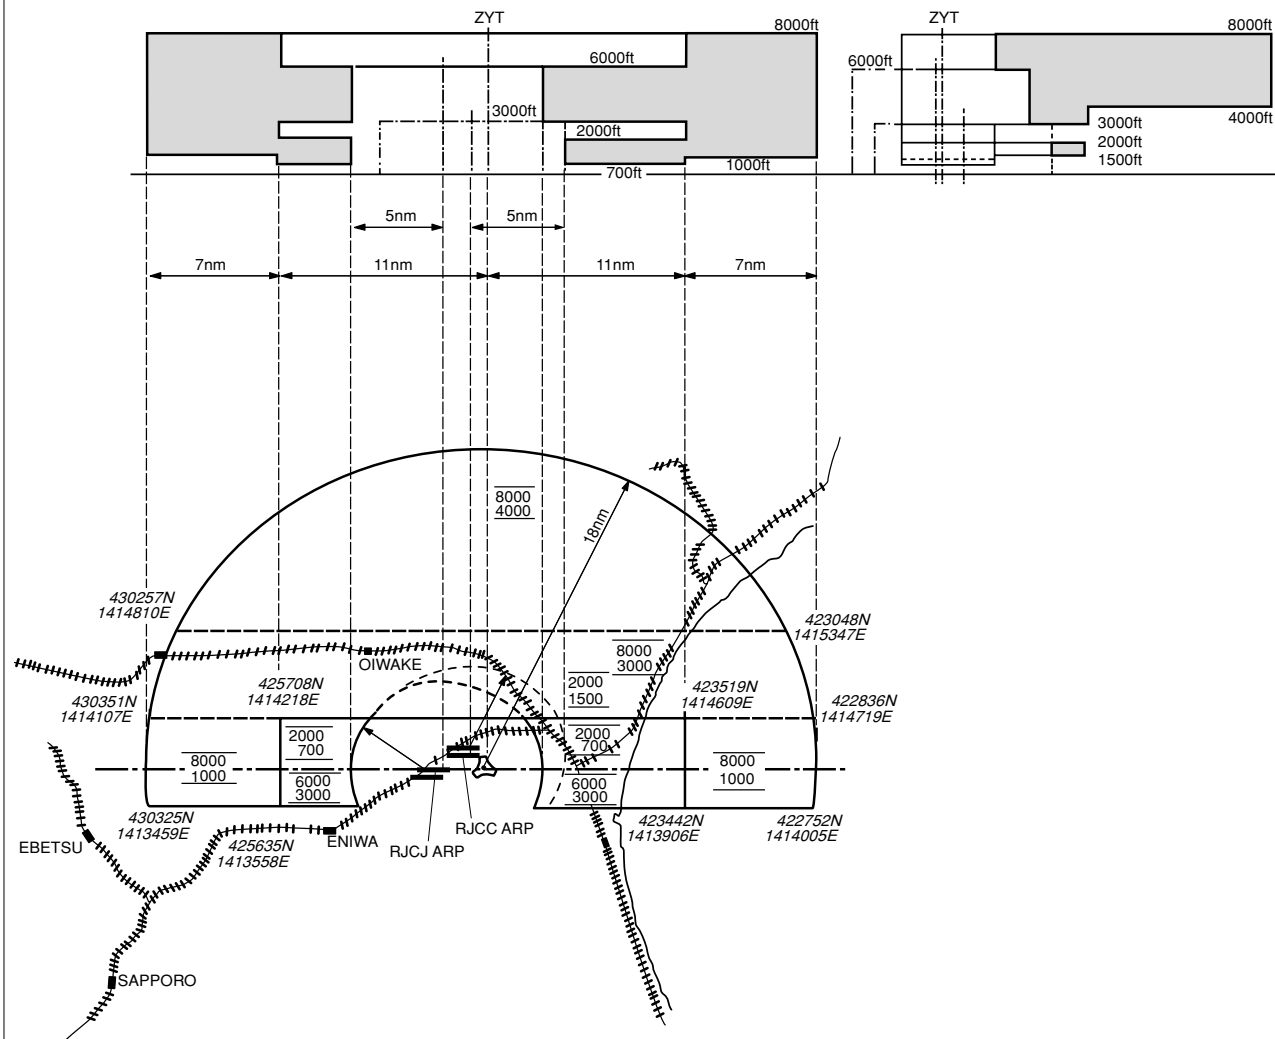 ZYT
8000ft
6000ft
3000ft
2000ft
1000ft
700ft
ZYT
8000ft
6000ft
4000ft
3000ft
2000ft
1500ft
5nm
5nm
7nm
11nm
11nm
7nm
8000
4000
18nm
430257N
1414810E
423048N
1415347E
OIWAKE
8000
3000
2000
1500
430351N
1414107E
425708N
1414218E
423519N
1414609E
422836N
1414719E
2000
700
2000
700
8000
1000
6000
3000
6000
3000
8000
1000
430325N
1413459E
425635N
1413558E
ENIWA
RJCJ ARP
RJCC ARP
423442N
1413906E
422752N
1414005E
EBETSU
SAPPORO